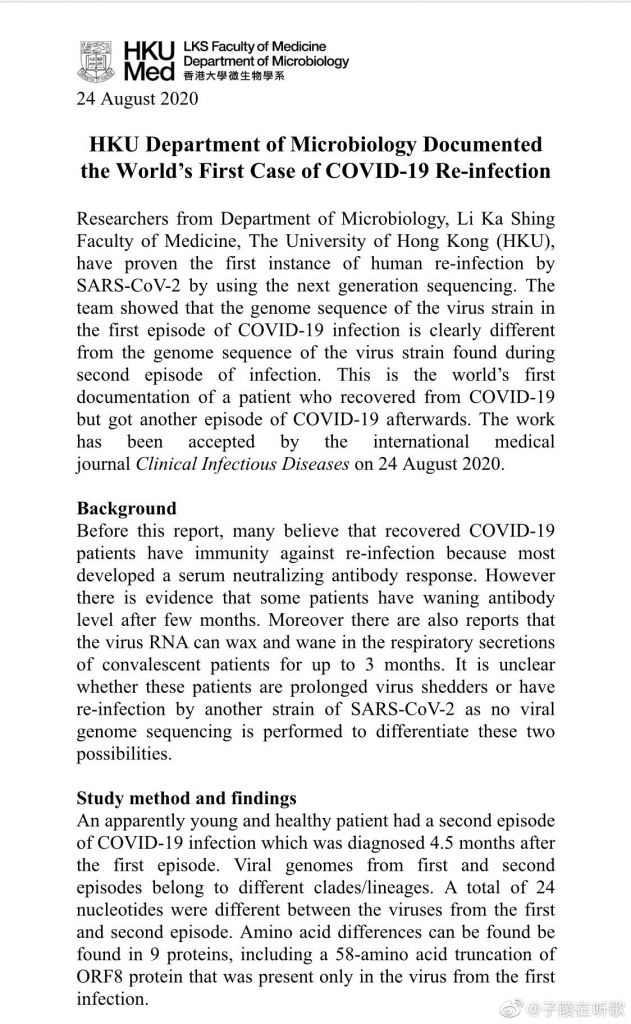 HKU
Med
LKS Faculty of Medicine
Department of Microbiology
香港大學微生物學系
24 August 2020
HKU Department of Microbiology Documented
the World’s First Case of COVID-19 Re-infection
Researchers from Department of Microbiology, Li Ka Shing
Faculty of Medicine, The University of Hong Kong (HKU),
have proven the first instance of human re-infection by
SARS-CoV-2 by using the next generation sequencing. The
team showed that the genome sequence of the virus strain in
the first episode of COVID-19 infection is clearly different
from the genome sequence of the virus strain found during
second episode of infection. This is the world’s first
documentation of a patient who recovered from COVID-19
but got another episode of COVID-19 afterwards. The work
has been accepted by the international medical
journal Clinical Infectious Diseases on 24 August 2020.
Background
Before this report, many believe that recovered COVID-19
patients have immunity against re-infection because most
developed a serum neutralizing antibody response. However
there is evidence that some patients have waning antibody
level after few months. Moreover there are also reports that
the virus RNA can wax and wane in the respiratory secretions
of convalescent patients for up to 3 months. It is unclear
whether these patients are prolonged virus shedders or have
re-infection by another strain of SARS-CoV-2 as no viral
genome sequencing is performed to differentiate these two
possibilities.
Study method and findings
An apparently young and healthy patient had a second episode
of COVID-19 infection which was diagnosed 4.5 months after
the first episode. Viral genomes from first and second
episodes belong to different clades/lineages. A total of 24
nucleotides were different between the viruses from the first
and second episode. Amino acid differences can be found be
found in 9 proteins, including a 58-amino acid truncation of
ORF8 protein that was present only in the virus from the first
infection.
@子陵在听歌